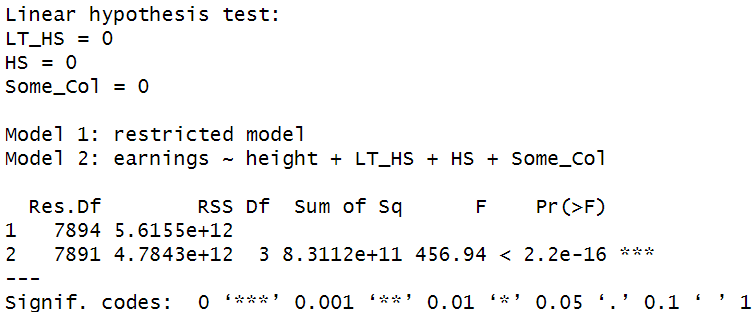 Linear hypothesis test:
LT_HS = 0
HS = 0
Some_Col = 0

Model 1: restricted model
Model 2: earnings ~ height + LT_HS + HS + Some_Col

  Res.Df        RSS Df  Sum of Sq      F    Pr(>F)
1   7894 5.6155e+12
2   7891 4.7843e+12  3 8.3112e+11 456.94 < 2.2e-16 ***
---
Signif. codes:  0 ‘***’ 0.001 ‘**’ 0.01 ‘*’ 0.05 ‘.’ 0.1 ‘ ’ 1